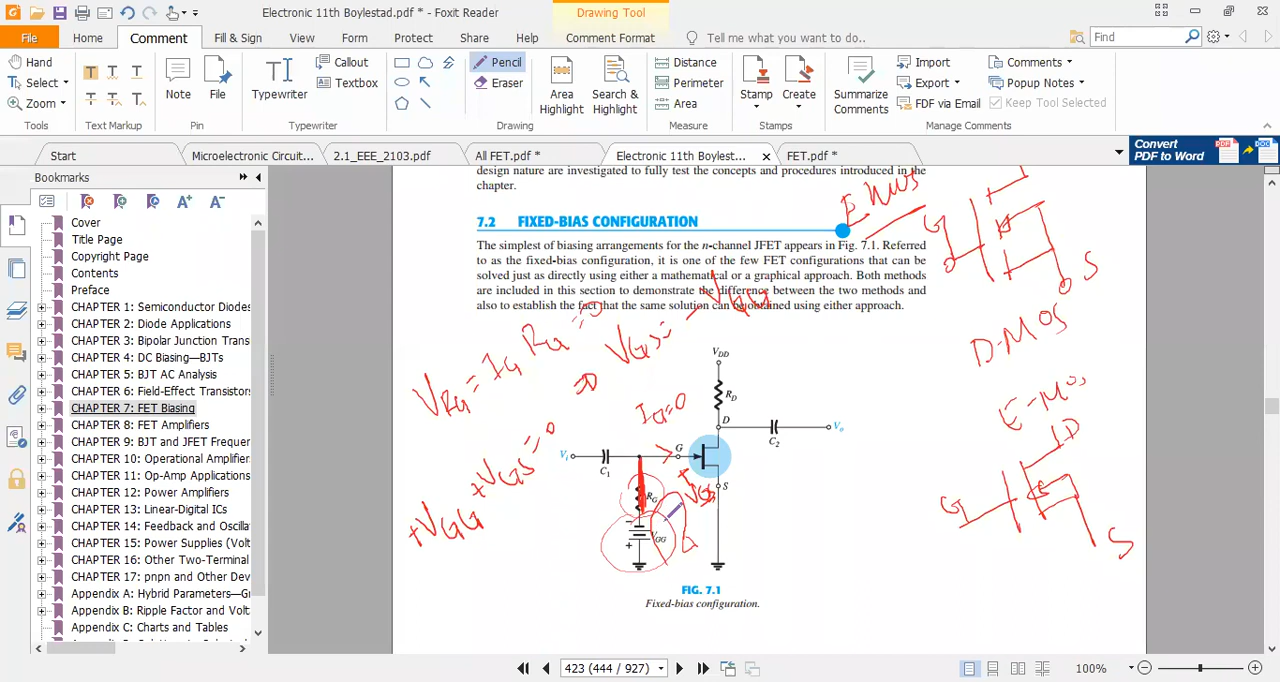 Electronic 11th Boylestad.pdf * - Foxit Reader
Drawing Tool
File Home Comment Fill & Sign View Form Protect Share Help Comment Format Tell me what you want to do.. Find
Hand
Select
Zoom
Tools
Text Markup
Note
File
Pin
Typewriter
Callout
Textbox
Typewriter
Pencil
Eraser
Drawing
Area Highlight
Search & Highlight
Distance
Perimeter
Area
Measure
Stamp
Create
Stamps
Summarize Comments
Import
Export
FDF via Email
Comments
Popup Notes
Keep Tool Selected
Manage Comments
Start
Microelectronic Circuit...
2.1_EEE_2103.pdf
All FET.pdf *
Electronic 11th Boylest...
FET.pdf *
Convert PDF to Word
Bookmarks
Cover
Title Page
Copyright Page
Contents
Preface
CHAPTER 1: Semiconductor Diodes
CHAPTER 2: Diode Applications
CHAPTER 3: Bipolar Junction Trans
CHAPTER 4: DC Biasing—BJTs
CHAPTER 5: BJT AC Analysis
CHAPTER 6: Field-Effect Transistors
CHAPTER 7: FET Biasing
CHAPTER 8: FET Amplifiers
CHAPTER 9: BJT and JFET Frequen
CHAPTER 10: Operational Amplifier
CHAPTER 11: Op-Amp Applications
CHAPTER 12: Power Amplifiers
CHAPTER 13: Linear-Digital ICs
CHAPTER 14: Feedback and Oscilla
CHAPTER 15: Power Supplies (Volt
CHAPTER 16: Other Two-Terminal
CHAPTER 17: pnpn and Other Dev
Appendix A: Hybrid Parameters—Gr
Appendix B: Ripple Factor and Volt
Appendix C: Charts and Tables
design nature are investigated to fully test the concepts and procedures introduced in the
chapter.
7.2 FIXED-BIAS CONFIGURATION
The simplest of biasing arrangements for the n-channel JFET appears in Fig. 7.1. Referred
to as the fixed-bias configuration, it is one of the few FET configurations that can be
solved just as directly using either a mathematical or a graphical approach. Both methods
are included in this section to demonstrate the difference between the two methods and
also to establish the fact that the same solution can be obtained using either approach.
EMOS
G
S
D-MOS
E-MOS
D
G
S
VRG = IG RG = 0
⇒ VGS = -VGG
+VGG +VGS = 0
IG=0
+
VGS
-
VDD
RD
D
C2
Vo
Vi
C1
G
RG
S
–
VGG
+
FIG. 7.1
Fixed-bias configuration.
423 (444 / 927)
100%